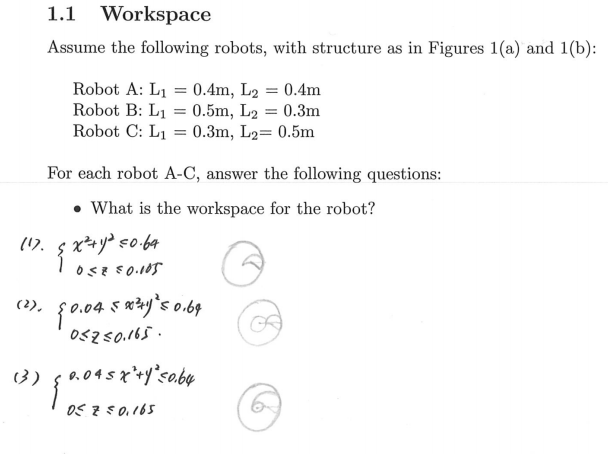 1.1 Workspace
Assume the following robots, with structure as in Figures 1(a) and 1(b):
Robot A: L₁ = 0.4m, L₂ = 0.4m
Robot B: L₁ = 0.5m, L₂ = 0.3m
Robot C: L₁ = 0.3m, L₂= 0.5m
For each robot A-C, answer the following questions:
• What is the workspace for the robot?
(1). { x²+y² ≤ 0.64
0 ≤ z ≤ 0.165
(2). { 0.04 ≤ x²+y² ≤ 0.64
0 ≤ z ≤ 0.165.
(3) { 0.04 ≤ x²+y² ≤ 0.64
0 ≤ z ≤ 0.165